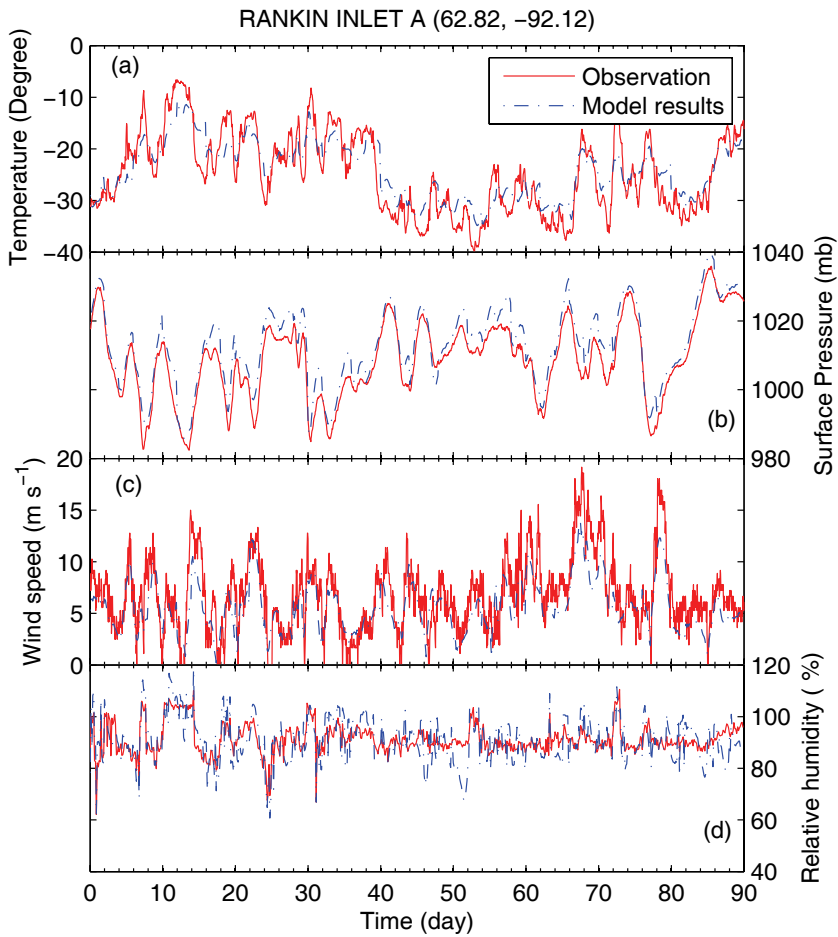 RANKIN INLET A (62.82, −92.12)
0
−10
−20
−30
−40
Temperature (Degree)
(a)
Observation
Model results
1040
1020
1000
980
Surface Pressure (mb)
(b)
20
15
10
5
0
Wind speed (m s⁻¹)
(c)
120
100
80
60
40
Relative humidity ( %)
(d)
0 10 20 30 40 50 60 70 80 90
Time (day)